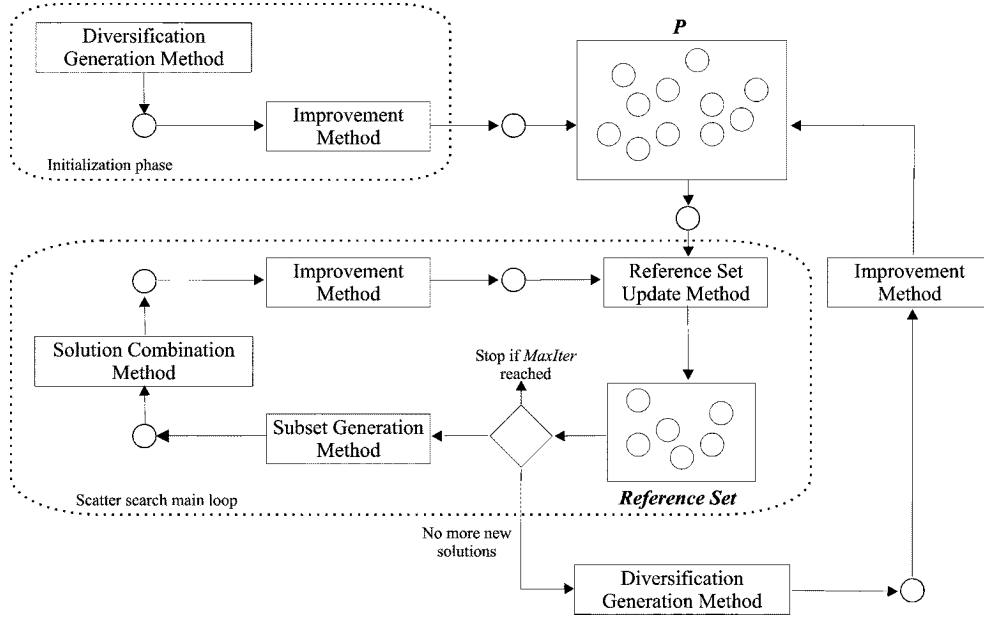 Diversification
Generation Method
P
Improvement
Method
Initialization phase
Improvement
Method
Reference Set
Update Method
Improvement
Method
Solution Combination
Method
Stop if MaxIter
reached
Subset Generation
Method
Reference Set
Scatter search main loop
No more new
solutions
Diversification
Generation Method